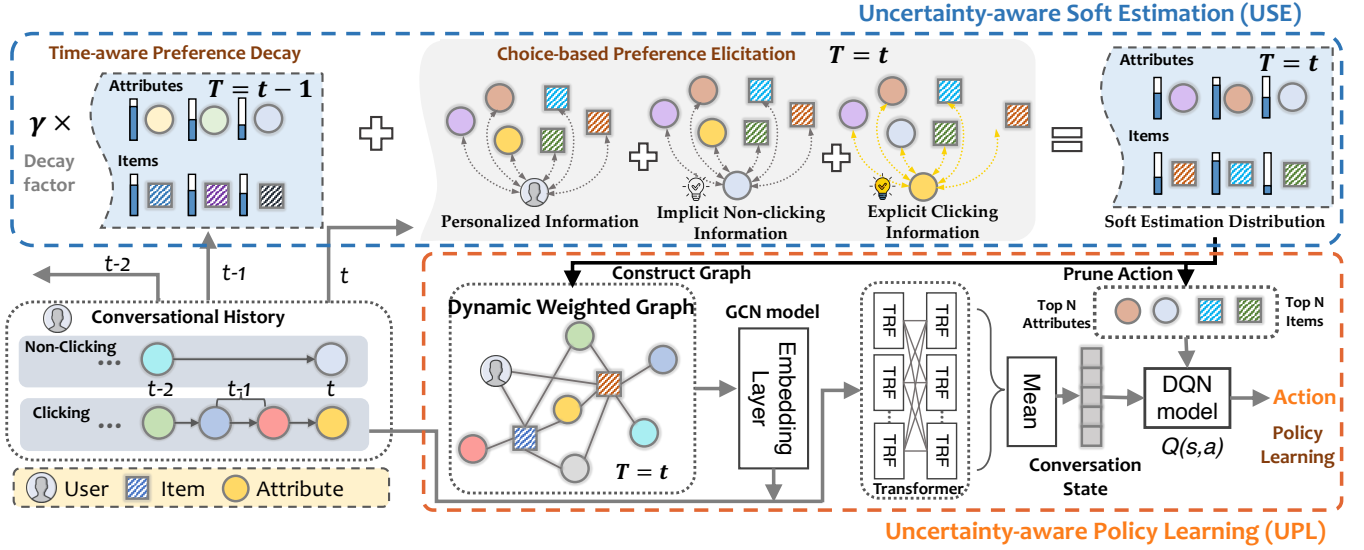 Uncertainty-aware Soft Estimation (USE)
Time-aware Preference Decay
Attributes
T = t − 1
γ ×
Decay
factor
Items
Choice-based Preference Elicitation
T = t
Personalized Information
Implicit Non-clicking
Information
Explicit Clicking
Information
Attributes
T = t
Items
Soft Estimation Distribution
t-2
t-1
t
Conversational History
Non-Clicking
...
t-2
t-1
t
Clicking
...
User
Item
Attribute
Construct Graph
Dynamic Weighted Graph
T = t
GCN model
Embedding
Layer
TRF
TRF
TRF
TRF
TRF
TRF
Transformer
Mean
Conversation
State
Prune Action
Top N
Attributes
Top N
Items
DQN
model
Q(s,a)
Action
Policy
Learning
Uncertainty-aware Policy Learning (UPL)